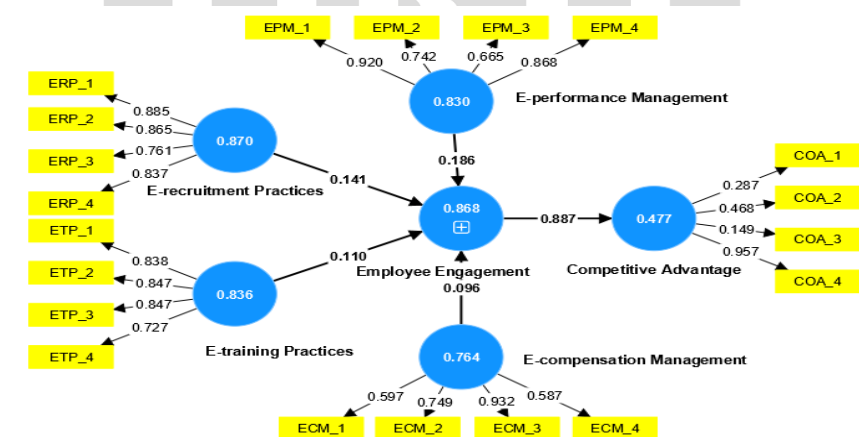 EPM_1 EPM_2 EPM_3 EPM_4
0.920 0.742 0.665 0.868
0.830
E-performance Management
ERP_1
ERP_2
ERP_3
ERP_4
0.885
0.865
0.761
0.837
0.870
E-recruitment Practices
0.141
0.186
ETP_1
ETP_2
ETP_3
ETP_4
0.838
0.847
0.847
0.727
0.836
E-training Practices
0.110
0.868
Employee Engagement
0.096
0.887
0.477
Competitive Advantage
COA_1
COA_2
COA_3
COA_4
0.287
0.468
0.149
0.957
0.764
E-compensation Management
0.597 0.749 0.932 0.587
ECM_1 ECM_2 ECM_3 ECM_4